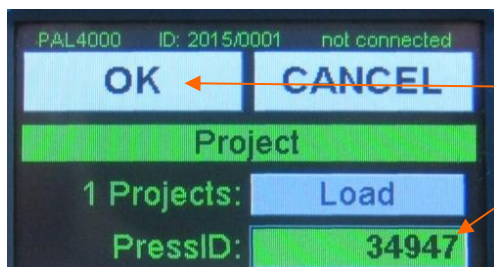 PAL4000 ID: 2015/0001 not connected
OK CANCEL
Project
1 Projects: Load
PressID: 34947